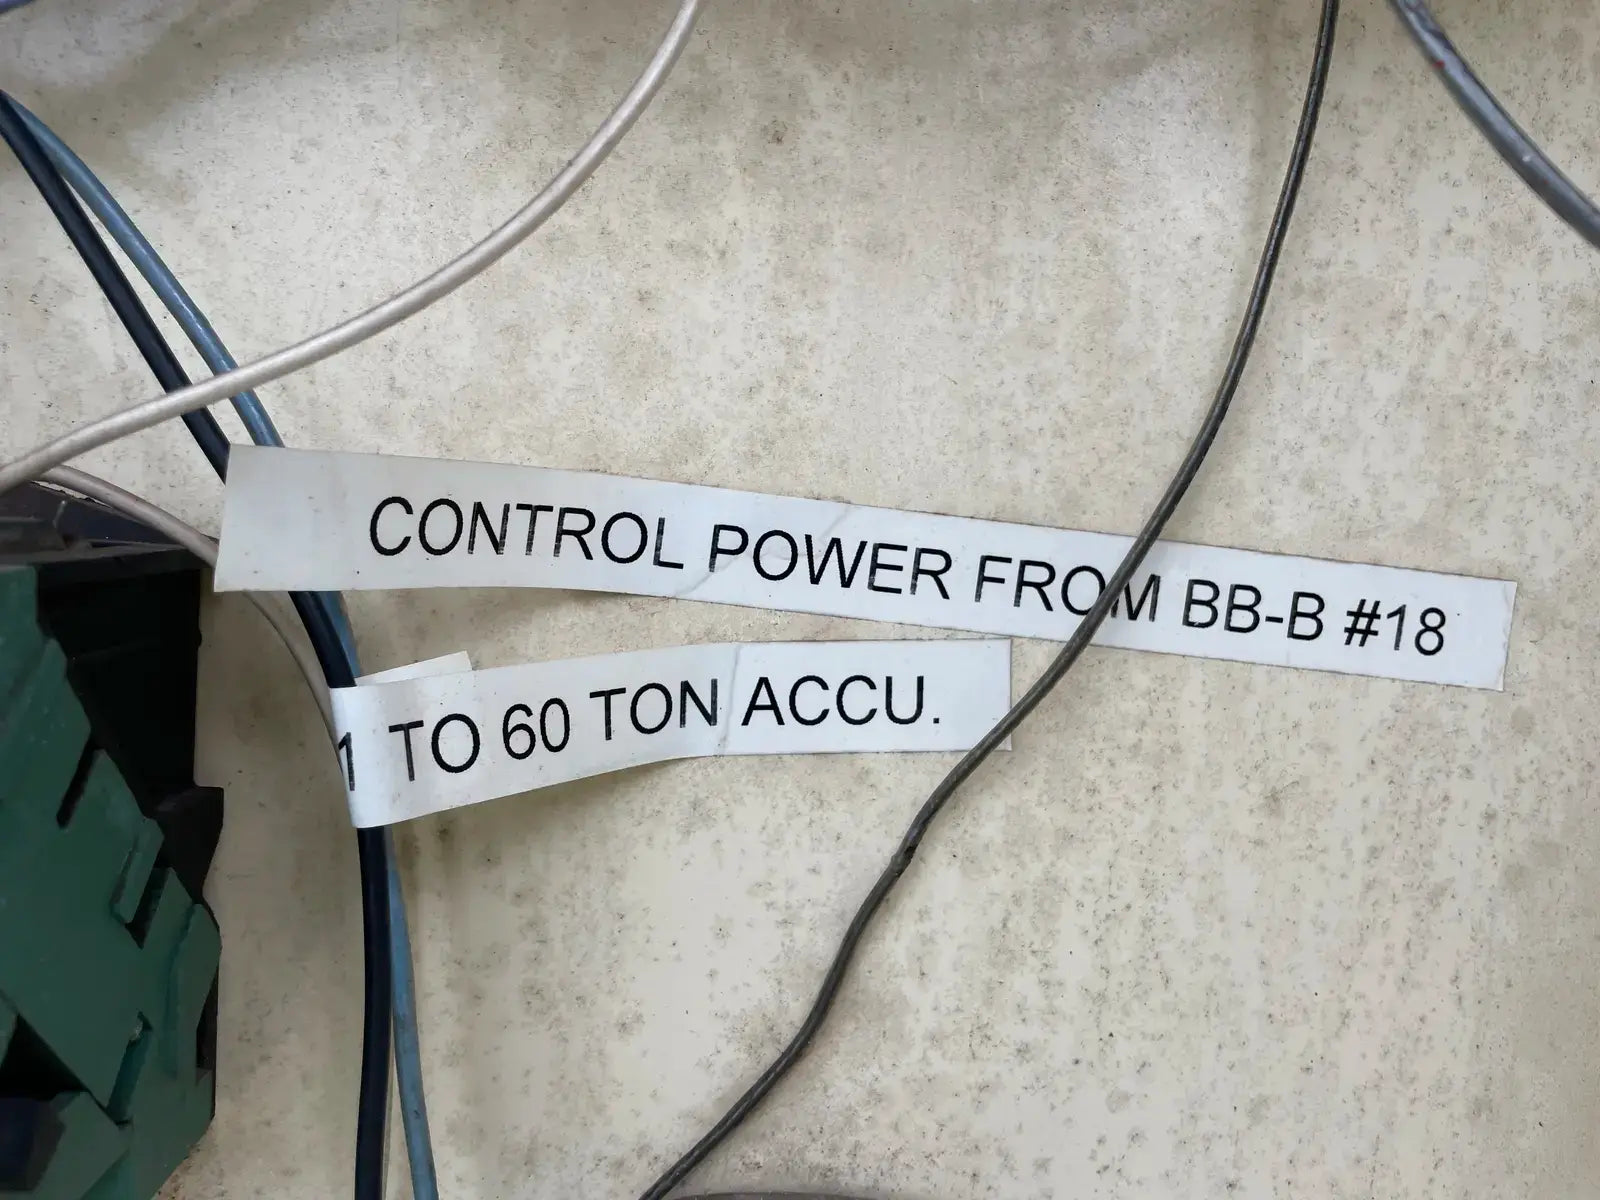 CONTROL POWER FROM BB-B #18
1 TO 60 TON ACCU.